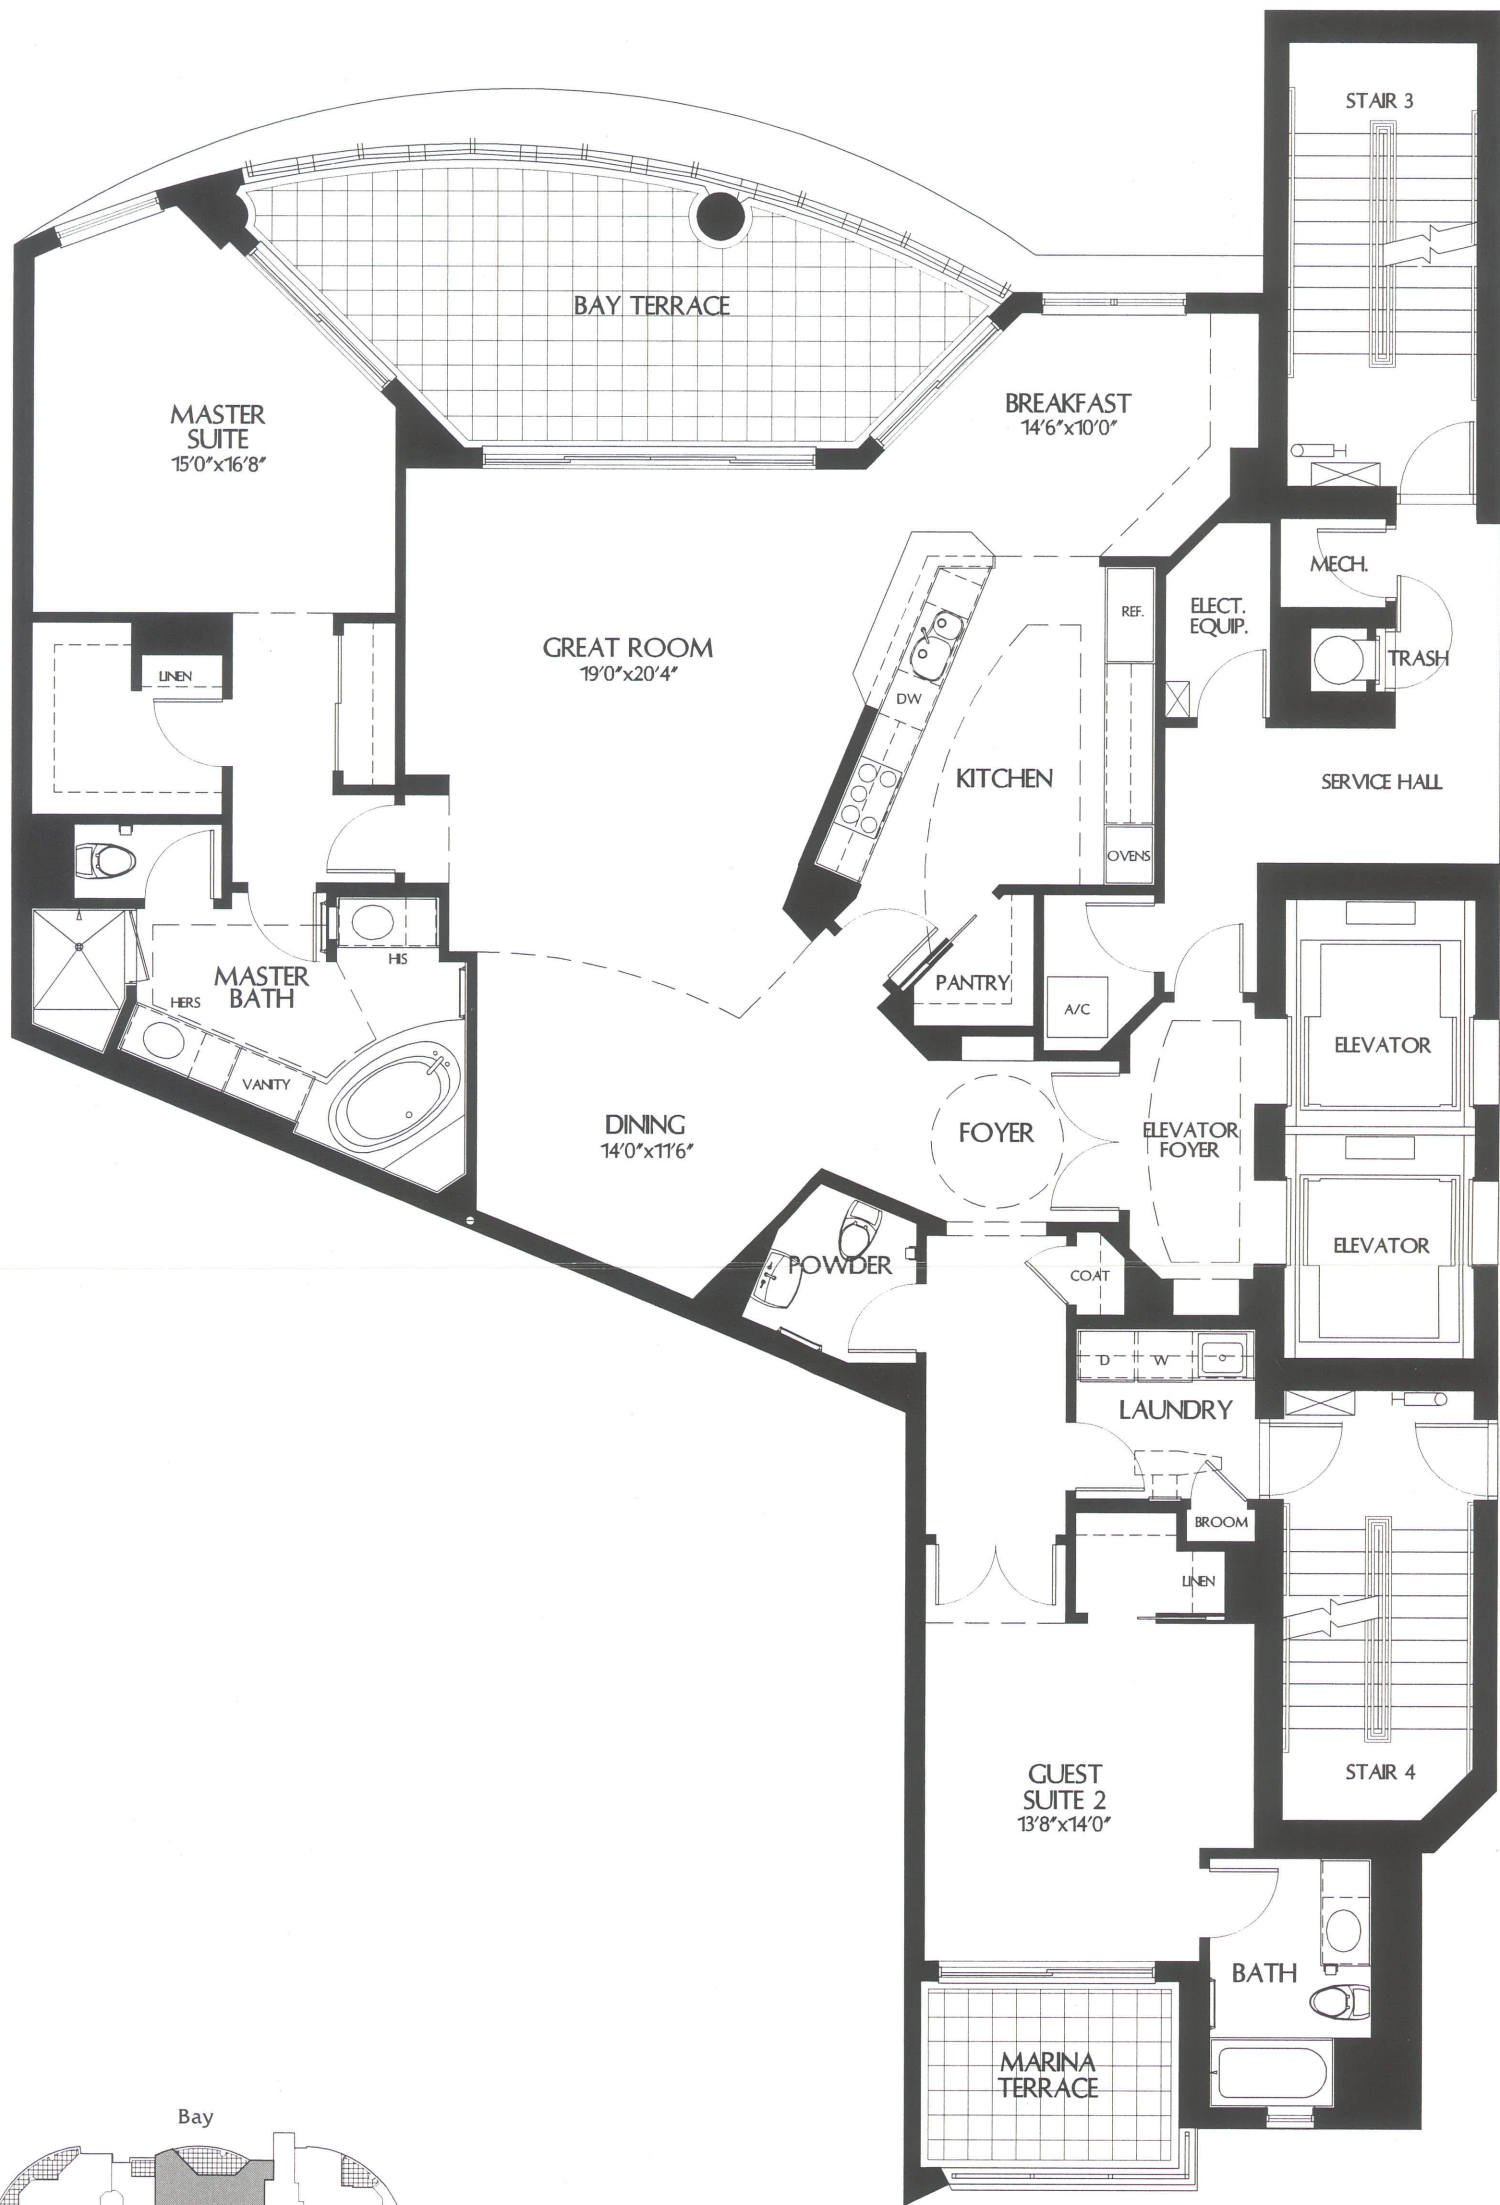 STAIR 3
BAY TERRACE
MASTER
SUITE
15'0"x16'8"
BREAKFAST
14'6"x10'0"
MECH.
ELECT.
EQUIP.
REF.
TRASH
GREAT ROOM
19'0"x20'4"
LINEN
DW
KITCHEN
SERVICE HALL
OVENS
HIS
MASTER
BATH
HERS
PANTRY
A/C
VANITY
ELEVATOR
DINING
14'0"x11'6"
FOYER
ELEVATOR
FOYER
POWDER
COAT
ELEVATOR
D
W
LAUNDRY
BROOM
LINEN
GUEST
SUITE 2
13'8"x14'0"
STAIR 4
BATH
MARINA
TERRACE
Bay